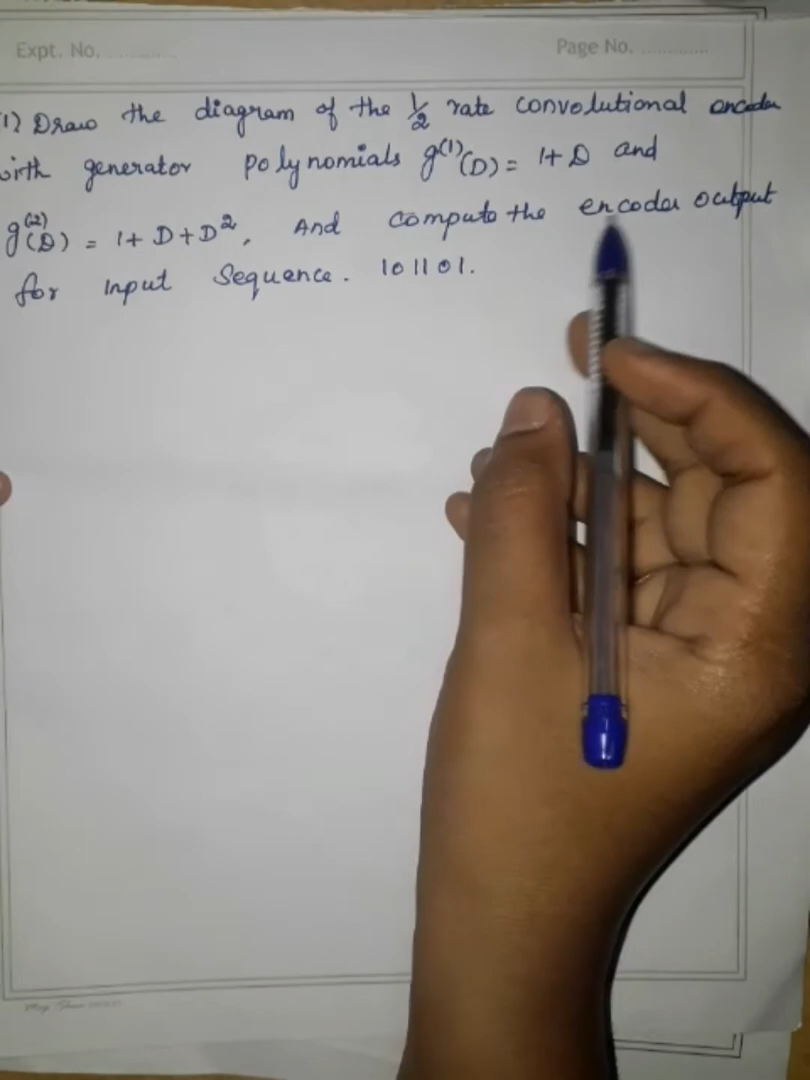 Expt. No. ............
Page No. ............
1) Draw the diagram of the 1/2 rate convolutional encoder
with generator polynomials g⁽¹⁾(D) = 1+D and
g⁽²⁾(D) = 1+D+D², And compute the encoder output
for input Sequence. 101101.